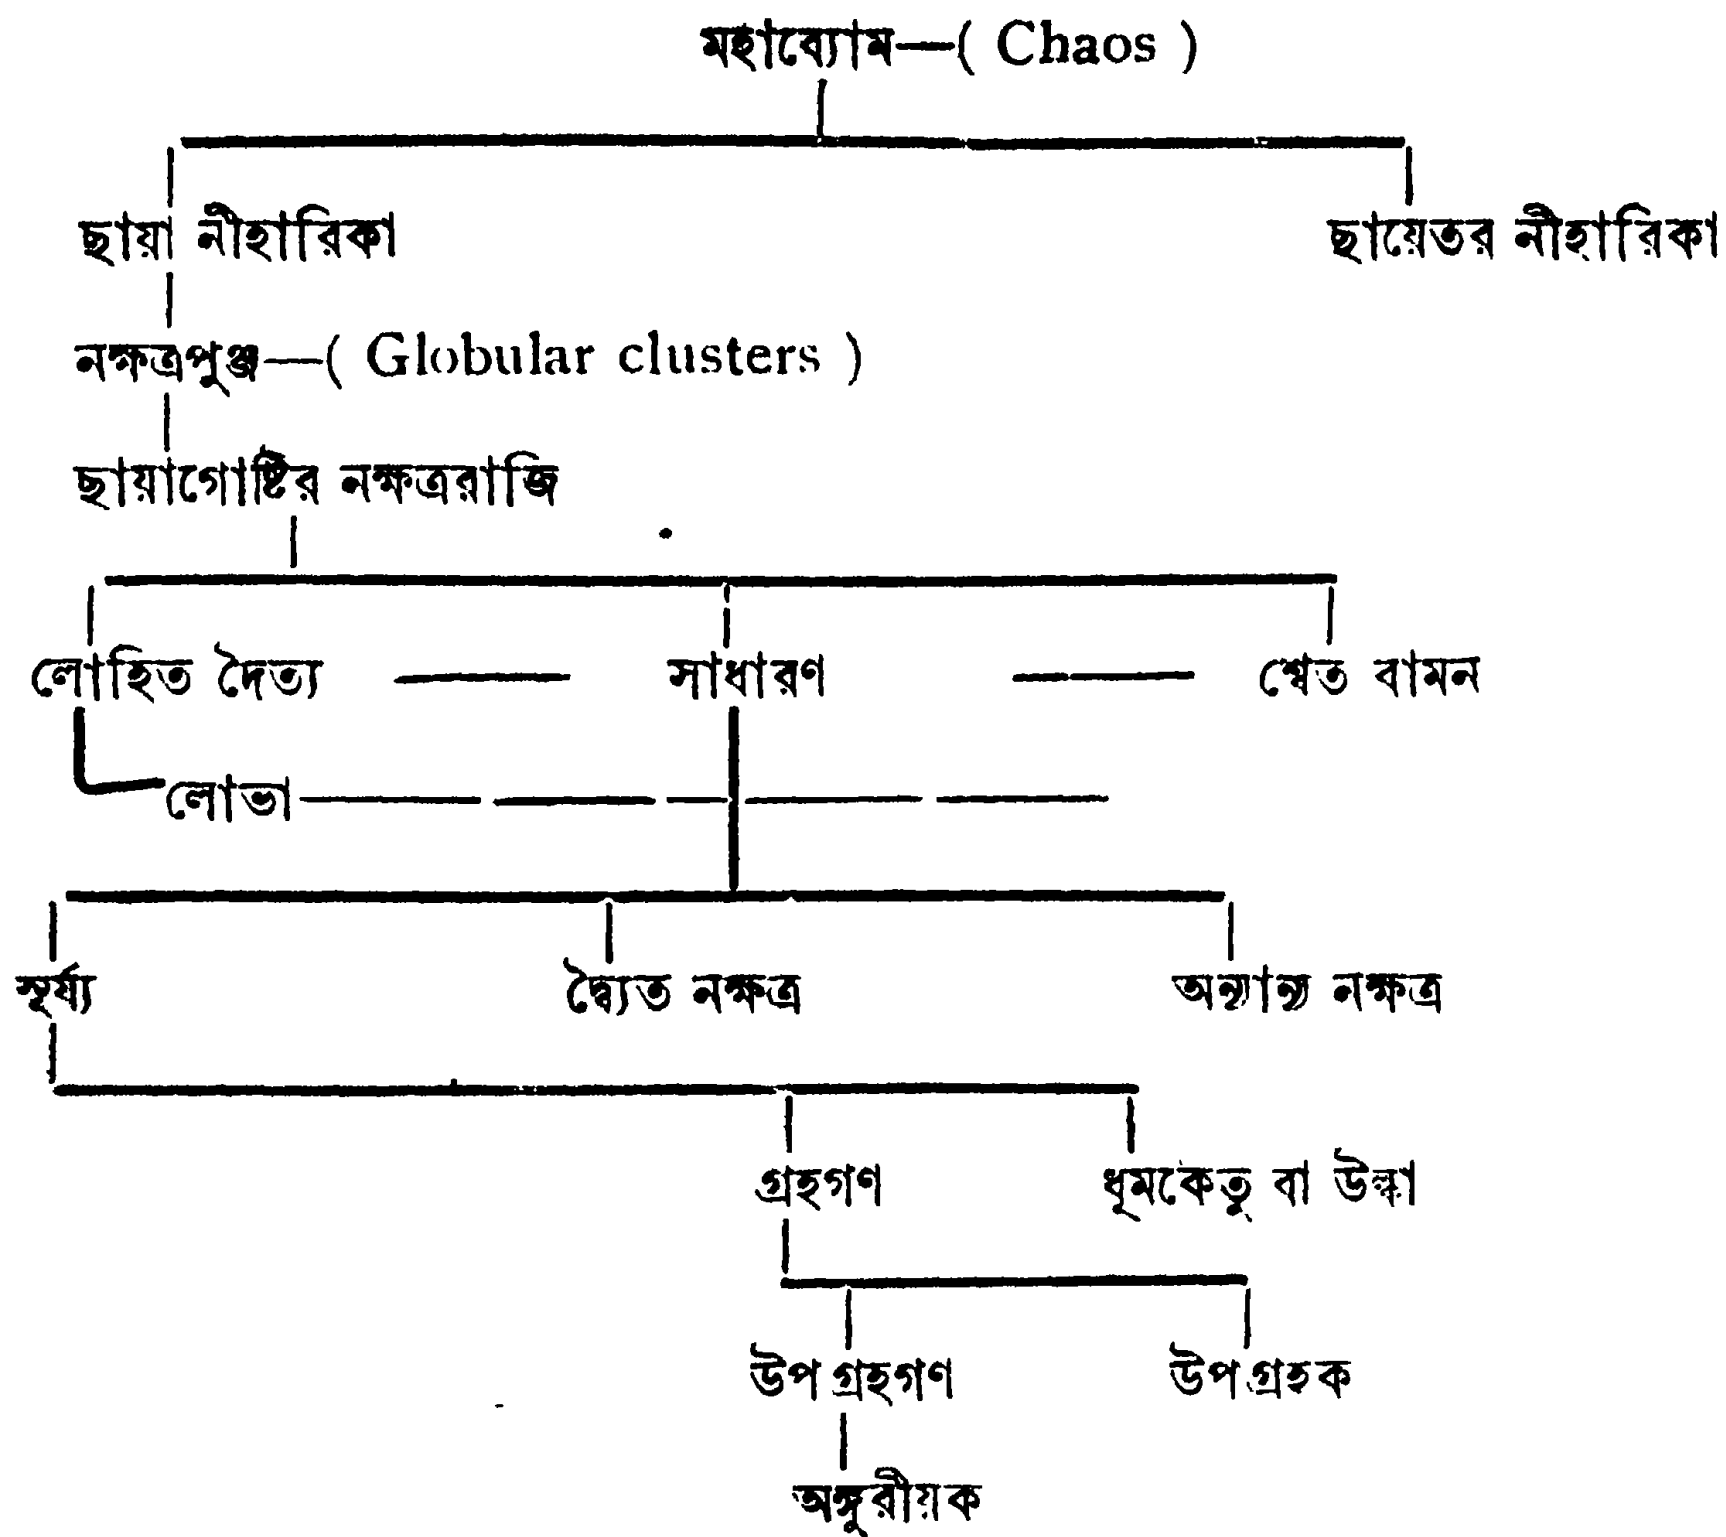 মহাব্যোম—( Chaos )
ছায়া নীহারিকা ছায়েতর নীহারিকা
নক্ষত্রপুঞ্জ—( Globular clusters )
ছায়াগোষ্টির নক্ষত্ররাজি
লোহিত দৈত্য — সাধারণ — শ্বেত বামন
লোভা — — — — —
সূর্য্য দ্ব্যৈত নক্ষত্র অন্যান্য নক্ষত্র
গ্রহগণ ধূমকেতু বা উল্কা
উপগ্রহগণ উপগ্রহক
অঙ্গুরীয়ক